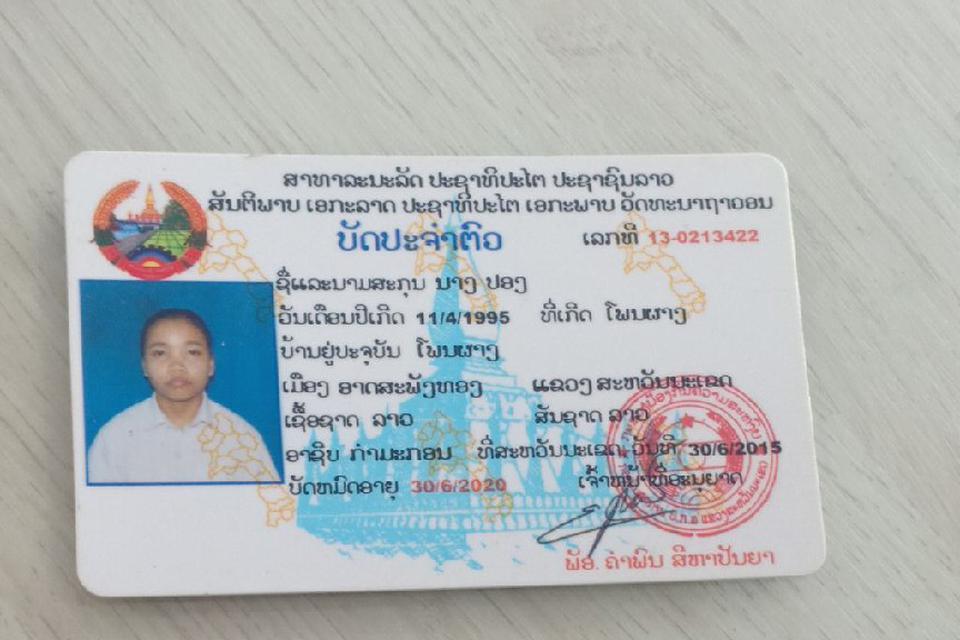 ສາທາລະນະລັດ ປະຊາທິປະໄຕ ປະຊາຊົນລາວ
ສັນຕິພາບ ເອກະລາດ ປະຊາທິປະໄຕ ເອກະພາບ ວັດທະນາຖາວອນ
ບັດປະຈຳຕົວ
ເລກທີ 13-0213422
ຊື່ແລະນາມສະກຸນ ນາງ ປອງ
ວັນເດືອນປີເກີດ 11/4/1995 ທີ່ເກີດ ໂພນຜາງ
ບ້ານຢູ່ປະຈຸບັນ ໂພນຜາງ
ເມືອງ ອາດສະພັງທອງ ແຂວງ ສະຫວັນນະເຂດ
ເຊື້ອຊາດ ລາວ ສັນຊາດ ລາວ
ອາຊີບ ກຳມະກອນ ທີ່ສະຫວັນນະເຂດ, ວັນທີ 30/6/2015
ບັດຫມົດອາຍຸ 30/6/2020 ເຈົ້າຫນ້າທີ່ອະນຸຍາດ
ພັອ. ຄຳພັນ ສີຫາປັນຍາ